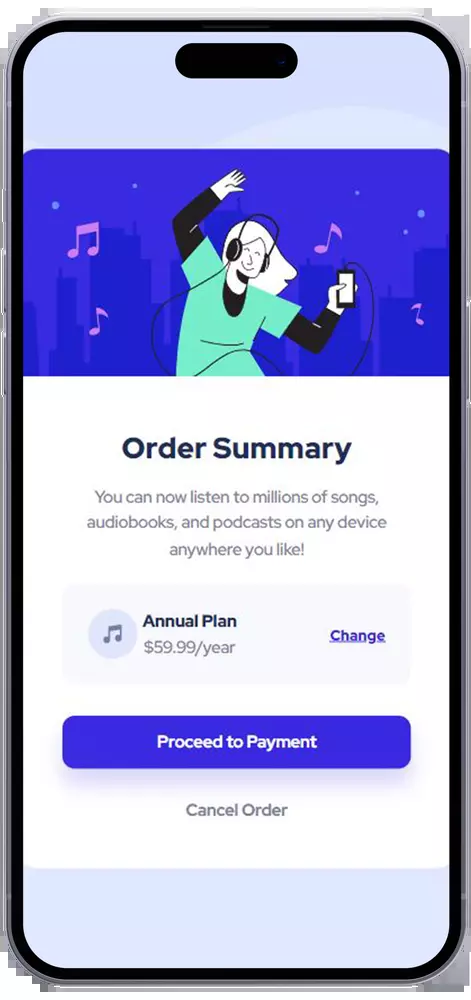 Order Summary
You can now listen to millions of songs,
audiobooks, and podcasts on any device
anywhere you like!
Annual Plan
$59.99/year
Change
Proceed to Payment
Cancel Order